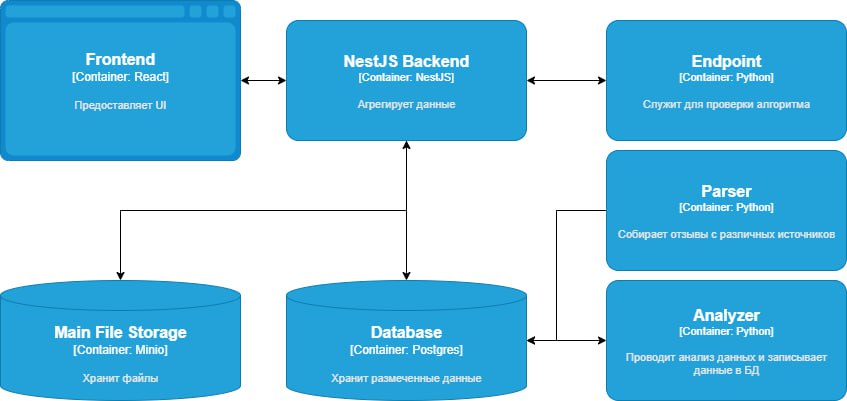 Frontend
[Container: React]
Предоставляет UI
NestJS Backend
[Container: NestJS]
Агрегирует данные
Endpoint
[Container: Python]
Служит для проверки алгоритма
Parser
[Container: Python]
Собирает отзывы с различных источников
Main File Storage
[Container: Minio]
Хранит файлы
Database
[Container: Postgres]
Хранит размеченные данные
Analyzer
[Container: Python]
Проводит анализ данных и записывает
данные в БД